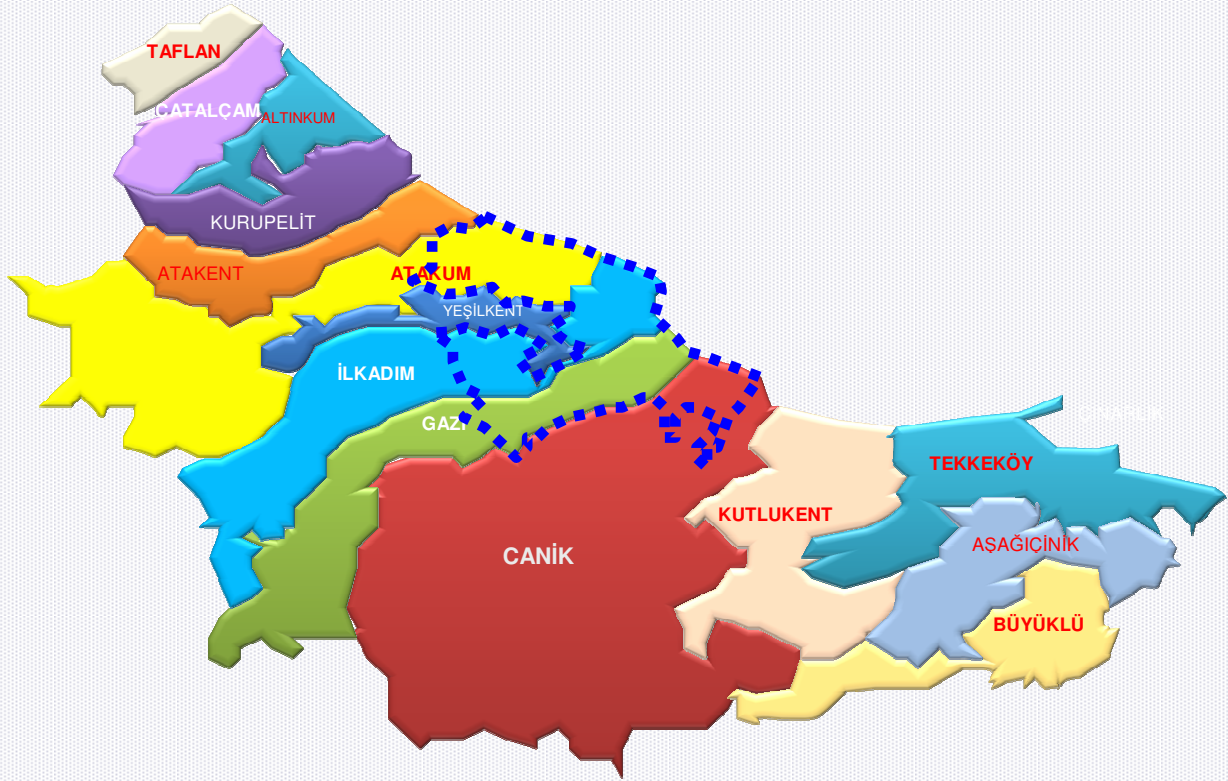 TAFLAN
ÇATALÇAM
ALTINKUM
KURUPELİT
ATAKENT
ATAKUM
YEŞİLKENT
İLKADIM
GAZİ
TEKKEKÖY
KUTLUKENT
AŞAĞIÇİNİK
CANİK
BÜYÜKLÜ